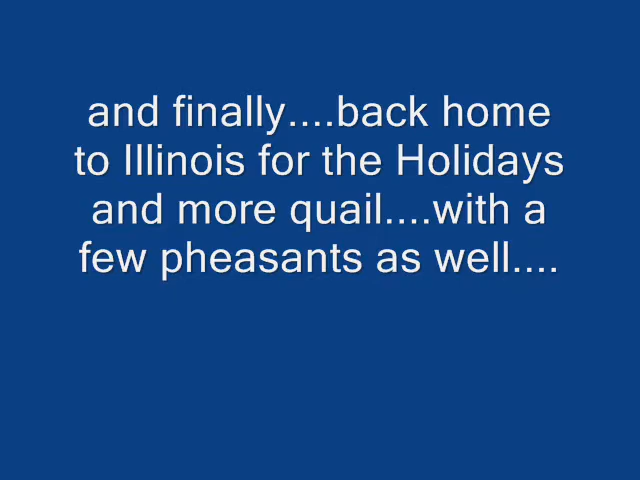 and finally....back home
to Illinois for the Holidays
and more quail....with a
few pheasants as well....